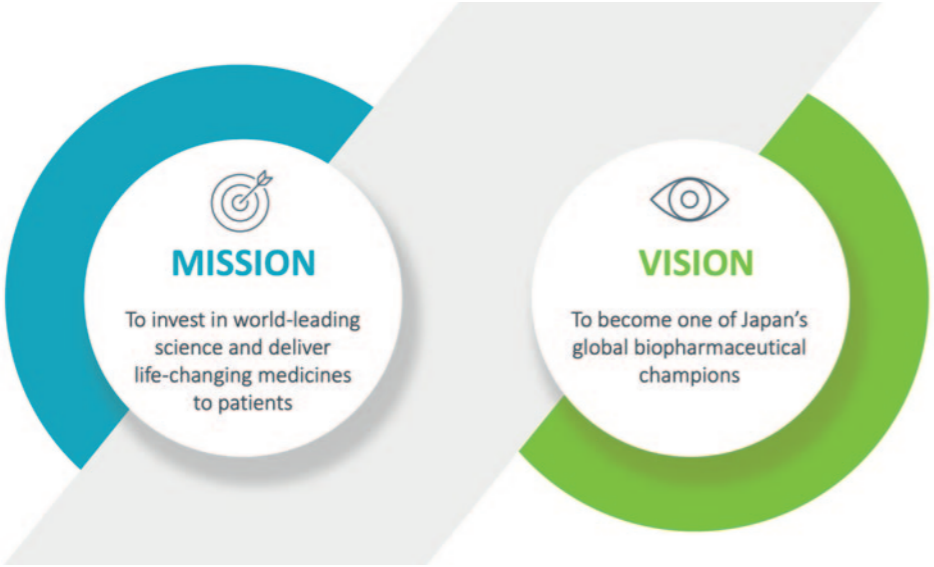 MISSION
To invest in world-leading
science and deliver
life-changing medicines
to patients
VISION
To become one of Japan’s
global biopharmaceutical
champions